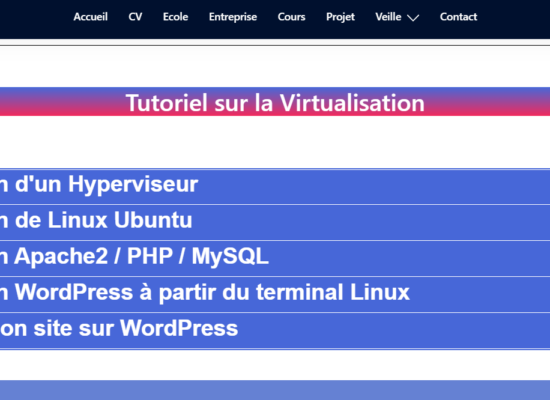 Accueil CV Ecole Entreprise Cours Projet Veille Contact
Tutoriel sur la Virtualisation
n d'un Hyperviseur
n de Linux Ubuntu
n Apache2 / PHP / MySQL
n WordPress à partir du terminal Linux
on site sur WordPress